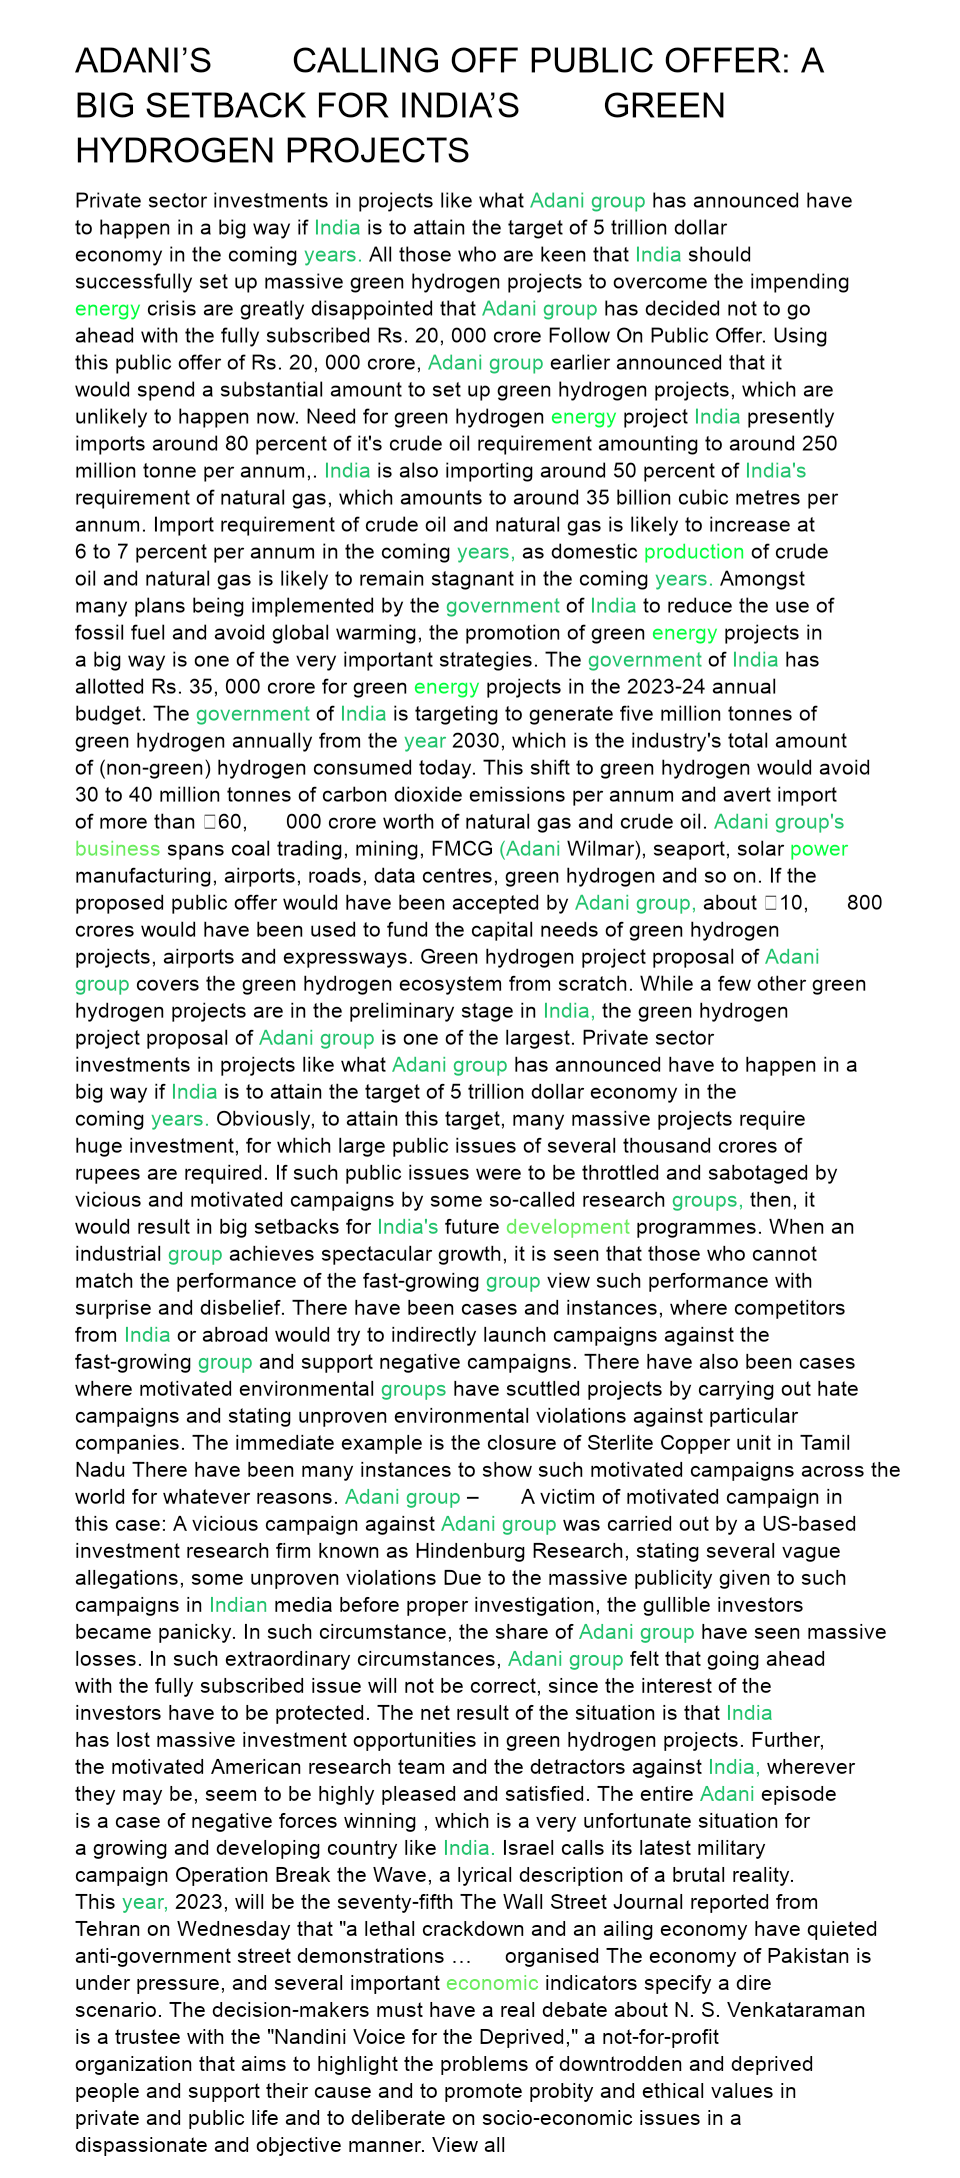 ADANI’S CALLING OFF PUBLIC OFFER: A
BIG SETBACK FOR INDIA’S GREEN
HYDROGEN PROJECTS
Private sector investments in projects like what Adani group has announced have
to happen in a big way if India is to attain the target of 5 trillion dollar
economy in the coming years. All those who are keen that India should
successfully set up massive green hydrogen projects to overcome the impending
energy crisis are greatly disappointed that Adani group has decided not to go
ahead with the fully subscribed Rs. 20, 000 crore Follow On Public Offer. Using
this public offer of Rs. 20, 000 crore, Adani group earlier announced that it
would spend a substantial amount to set up green hydrogen projects, which are
unlikely to happen now. Need for green hydrogen energy project India presently
imports around 80 percent of it's crude oil requirement amounting to around 250
million tonne per annum,. India is also importing around 50 percent of India's
requirement of natural gas, which amounts to around 35 billion cubic metres per
annum. Import requirement of crude oil and natural gas is likely to increase at
6 to 7 percent per annum in the coming years, as domestic production of crude
oil and natural gas is likely to remain stagnant in the coming years. Amongst
many plans being implemented by the government of India to reduce the use of
fossil fuel and avoid global warming, the promotion of green energy projects in
a big way is one of the very important strategies. The government of India has
allotted Rs. 35, 000 crore for green energy projects in the 2023-24 annual
budget. The government of India is targeting to generate five million tonnes of
green hydrogen annually from the year 2030, which is the industry's total amount
of (non-green) hydrogen consumed today. This shift to green hydrogen would avoid
30 to 40 million tonnes of carbon dioxide emissions per annum and avert import
of more than 60, 000 crore worth of natural gas and crude oil. Adani group's
business spans coal trading, mining, FMCG (Adani Wilmar), seaport, solar power
manufacturing, airports, roads, data centres, green hydrogen and so on. If the
proposed public offer would have been accepted by Adani group, about 10, 800
crores would have been used to fund the capital needs of green hydrogen
projects, airports and expressways. Green hydrogen project proposal of Adani
group covers the green hydrogen ecosystem from scratch. While a few other green
hydrogen projects are in the preliminary stage in India, the green hydrogen
project proposal of Adani group is one of the largest. Private sector
investments in projects like what Adani group has announced have to happen in a
big way if India is to attain the target of 5 trillion dollar economy in the
coming years. Obviously, to attain this target, many massive projects require
huge investment, for which large public issues of several thousand crores of
rupees are required. If such public issues were to be throttled and sabotaged by
vicious and motivated campaigns by some so-called research groups, then, it
would result in big setbacks for India's future development programmes. When an
industrial group achieves spectacular growth, it is seen that those who cannot
match the performance of the fast-growing group view such performance with
surprise and disbelief. There have been cases and instances, where competitors
from India or abroad would try to indirectly launch campaigns against the
fast-growing group and support negative campaigns. There have also been cases
where motivated environmental groups have scuttled projects by carrying out hate
campaigns and stating unproven environmental violations against particular
companies. The immediate example is the closure of Sterlite Copper unit in Tamil
Nadu There have been many instances to show such motivated campaigns across the
world for whatever reasons. Adani group – A victim of motivated campaign in
this case: A vicious campaign against Adani group was carried out by a US-based
investment research firm known as Hindenburg Research, stating several vague
allegations, some unproven violations Due to the massive publicity given to such
campaigns in Indian media before proper investigation, the gullible investors
became panicky. In such circumstance, the share of Adani group have seen massive
losses. In such extraordinary circumstances, Adani group felt that going ahead
with the fully subscribed issue will not be correct, since the interest of the
investors have to be protected. The net result of the situation is that India
has lost massive investment opportunities in green hydrogen projects. Further,
the motivated American research team and the detractors against India, wherever
they may be, seem to be highly pleased and satisfied. The entire Adani episode
is a case of negative forces winning , which is a very unfortunate situation for
a growing and developing country like India. Israel calls its latest military
campaign Operation Break the Wave, a lyrical description of a brutal reality.
This year, 2023, will be the seventy-fifth The Wall Street Journal reported from
Tehran on Wednesday that "a lethal crackdown and an ailing economy have quieted
anti-government street demonstrations … organised The economy of Pakistan is
under pressure, and several important economic indicators specify a dire
scenario. The decision-makers must have a real debate about N. S. Venkataraman
is a trustee with the "Nandini Voice for the Deprived," a not-for-profit
organization that aims to highlight the problems of downtrodden and deprived
people and support their cause and to promote probity and ethical values in
private and public life and to deliberate on socio-economic issues in a
dispassionate and objective manner. View all